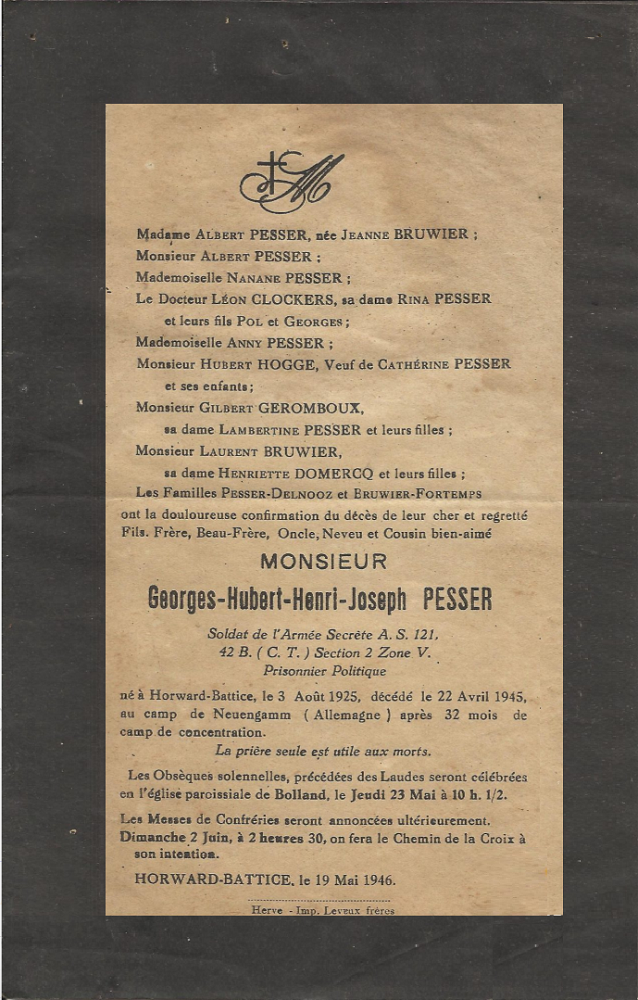 M
Madame ALBERT PESSER, née JEANNE BRUWIER ;
Monsieur ALBERT PESSER ;
Mademoiselle NANANE PESSER ;
Le Docteur LÉON CLOCKERS, sa dame RINA PESSER
et leurs fils POL et GEORGES ;
Mademoiselle ANNY PESSER ;
Monsieur HUBERT HOGGE, Veuf de CATHÉRINE PESSER
et ses enfants ;
Monsieur GILBERT GEROMBOUX,
sa dame LAMBERTINE PESSER et leurs filles ;
Monsieur LAURENT BRUWIER,
sa dame HENRIETTE DOMERCQ et leurs filles ;
Les Familles PESSER-DELNOOZ et BRUWIER-FORTEMPS
ont la douloureuse confirmation du décès de leur cher et regretté
Fils. Frère, Beau-Frère, Oncle, Neveu et Cousin bien-aimé
MONSIEUR
Georges-Hubert-Henri-Joseph PESSER
Soldat de l'Armée Secrète A. S. 121,
42 B. ( C. T. ) Section 2 Zone V.
Prisonnier Politique
né à Horward-Battice, le 3 Août 1925, décédé le 22 Avril 1945,
au camp de Neuengamm ( Allemagne ) après 32 mois de
camp de concentration.
La prière seule est utile aux morts.
Les Obsèques solennelles, précédées des Laudes seront célébrées
en l'église paroissiale de Bolland, le Jeudi 23 Mai à 10 h. 1/2.
Les Messes de Confréries seront annoncées ultérieurement.
Dimanche 2 Juin, à 2 heures 30, on fera le Chemin de la Croix à
son intention.
HORWARD-BATTICE, le 19 Mai 1946.
Herve - Imp. Leveux frères